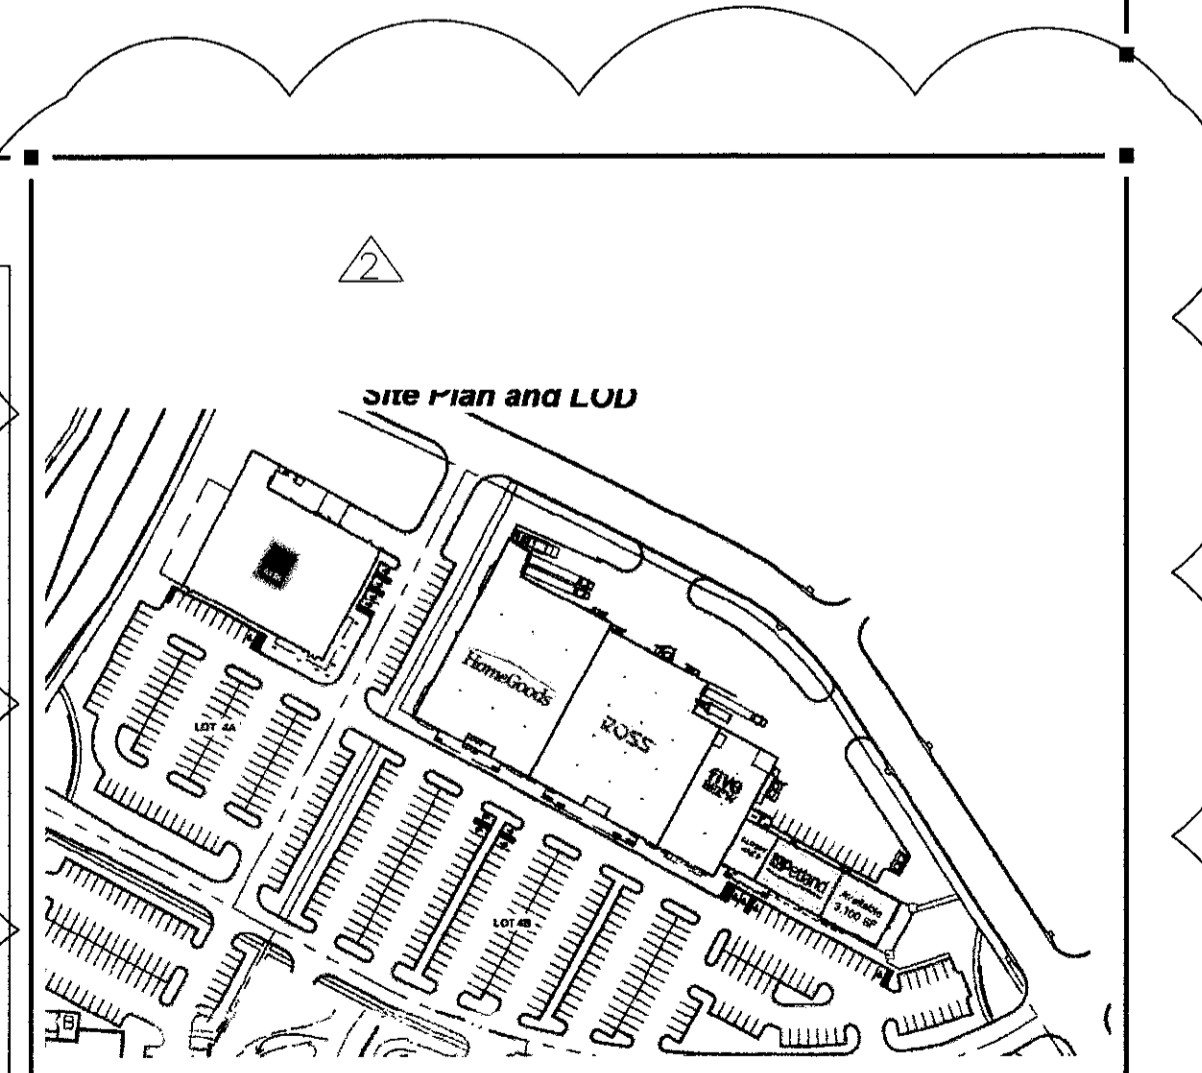 2
Site Plan and LOD
HomeGoods
ROSS
LOT 4A
five
Petland
Available
3,100 SF
LOT 4B
B